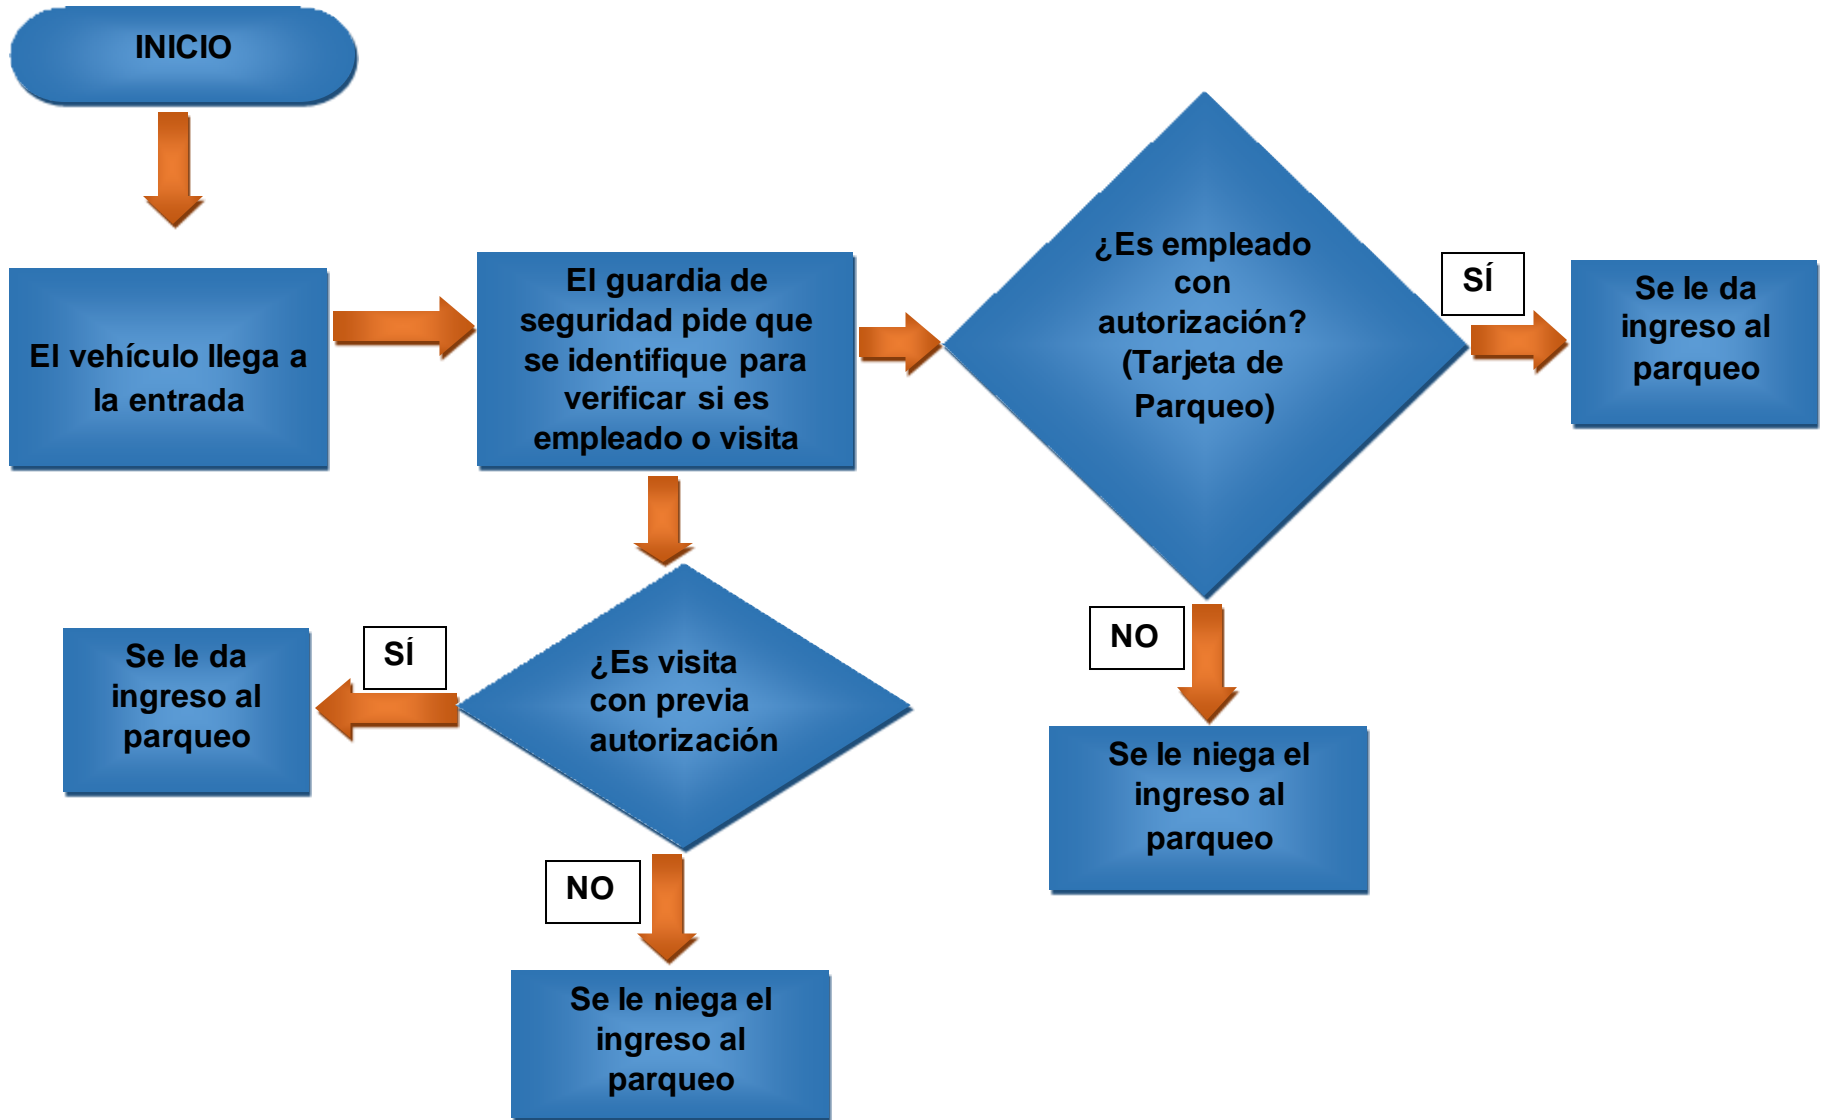 INICIO
El vehículo llega a
la entrada
El guardia de
seguridad pide que
se identifique para
verificar si es
empleado o visita
¿Es empleado
con
autorización?
(Tarjeta de
Parqueo)
SÍ
Se le da
ingreso al
parqueo
NO
Se le niega el
ingreso al
parqueo
¿Es visita
con previa
autorización
SÍ
Se le da
ingreso al
parqueo
NO
Se le niega el
ingreso al
parqueo